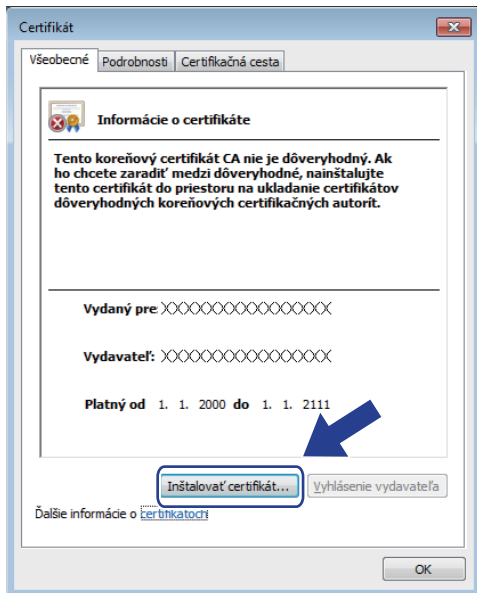 Certifikát
Všeobecné Podrobnosti Certifikačná cesta
Informácie o certifikáte
Tento koreňový certifikát CA nie je dôveryhodný. Ak
ho chcete zaradiť medzi dôveryhodné, nainštalujte
tento certifikát do priestoru na ukladanie certifikátov
dôveryhodných koreňových certifikačných autorít.
Vydaný pre XXXXXXXXXXXXXXXXX
Vydavateľ: XXXXXXXXXXXXXXXXX
Platný od 1. 1. 2000 do 1. 1. 2111
Inštalovať certifikát... Vyhlásenie vydavateľa
Ďalšie informácie o certifikátoch
OK